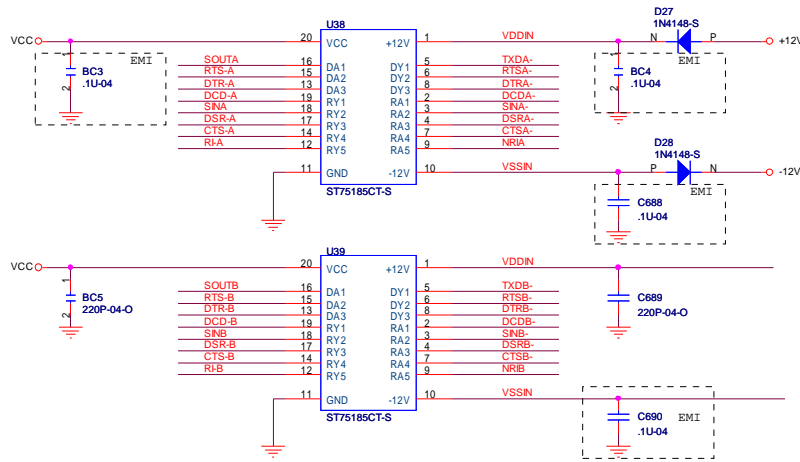 D27
1N4148-S
U38
VCC 20 VCC +12V 1 VDDIN N P +12V
1 EMI EMI
BC3
.1U-04
2
1 BC4
.1U-04
2
SOUTA 16 DA1 DY1 5 TXDA-
RTS-A 15 DA2 DY2 6 RTSA-
DTR-A 13 DA3 DY3 8 DTRA-
DCD-A 19 RY1 RA1 2 DCDA-
SINA 18 RY2 RA2 3 SINA-
DSR-A 17 RY3 RA3 4 DSRA-
CTS-A 14 RY4 RA4 7 CTSA-
RI-A 12 RY5 RA5 9 NRIA
D28
1N4148-S
11 GND -12V 10 VSSIN P N -12V
ST75185CT-S
EMI
C688
.1U-04
U39
VCC 20 VCC +12V 1 VDDIN
1
BC5
220P-04-O
2
C689
220P-04-O
SOUTB 16 DA1 DY1 5 TXDB-
RTS-B 15 DA2 DY2 6 RTSB-
DTR-B 13 DA3 DY3 8 DTRB-
DCD-B 19 RY1 RA1 2 DCDB-
SINB 18 RY2 RA2 3 SINB-
DSR-B 17 RY3 RA3 4 DSRB-
CTS-B 14 RY4 RA4 7 CTSB-
RI-B 12 RY5 RA5 9 NRIB
11 GND -12V 10 VSSIN
ST75185CT-S
C690 EMI
.1U-04